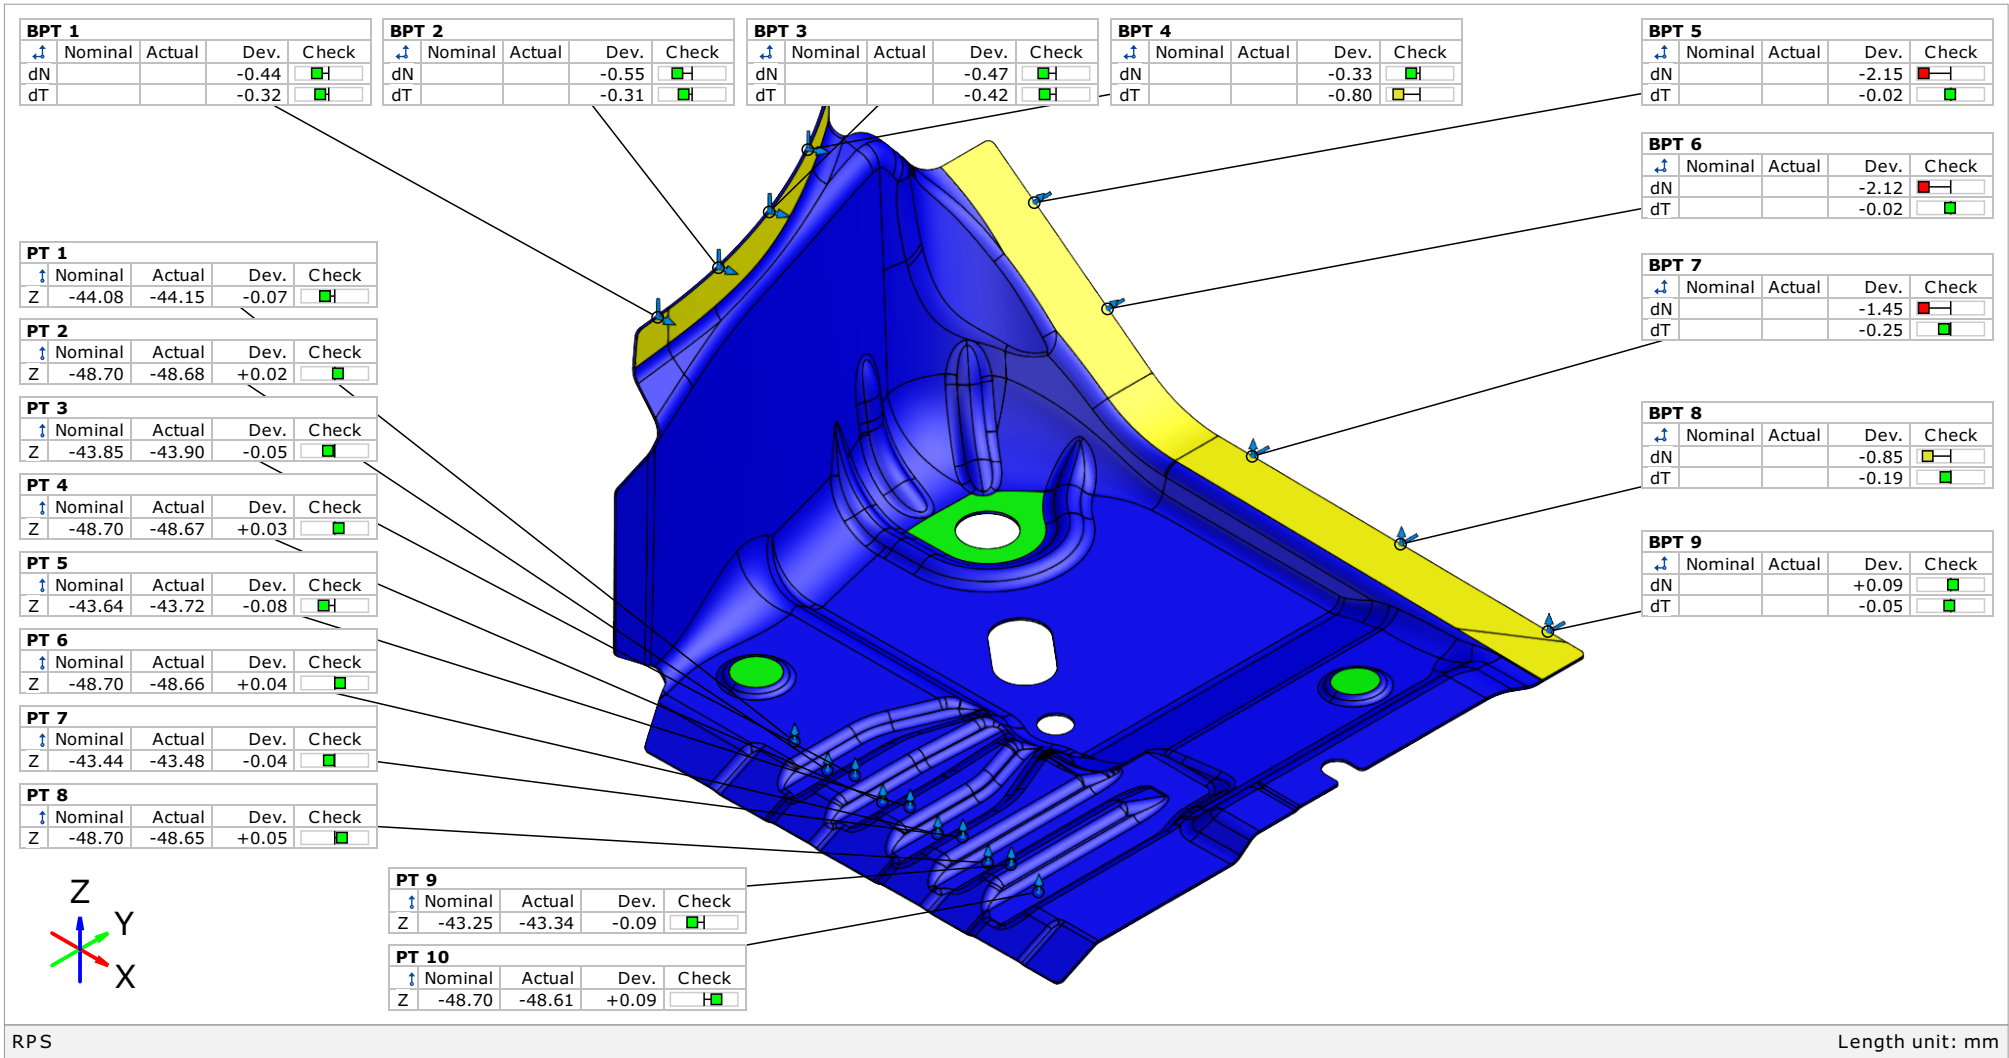 BPT 1
Nominal Actual Dev. Check
dN -0.44
dT -0.32
BPT 2
Nominal Actual Dev. Check
dN -0.55
dT -0.31
BPT 3
Nominal Actual Dev. Check
dN -0.47
dT -0.42
BPT 4
Nominal Actual Dev. Check
dN -0.33
dT -0.80
BPT 5
Nominal Actual Dev. Check
dN -2.15
dT -0.02
BPT 6
Nominal Actual Dev. Check
dN -2.12
dT -0.02
BPT 7
Nominal Actual Dev. Check
dN -1.45
dT -0.25
BPT 8
Nominal Actual Dev. Check
dN -0.85
dT -0.19
BPT 9
Nominal Actual Dev. Check
dN +0.09
dT -0.05
PT 1
Nominal Actual Dev. Check
Z -44.08 -44.15 -0.07
PT 2
Nominal Actual Dev. Check
Z -48.70 -48.68 +0.02
PT 3
Nominal Actual Dev. Check
Z -43.85 -43.90 -0.05
PT 4
Nominal Actual Dev. Check
Z -48.70 -48.67 +0.03
PT 5
Nominal Actual Dev. Check
Z -43.64 -43.72 -0.08
PT 6
Nominal Actual Dev. Check
Z -48.70 -48.66 +0.04
PT 7
Nominal Actual Dev. Check
Z -43.44 -43.48 -0.04
PT 8
Nominal Actual Dev. Check
Z -48.70 -48.65 +0.05
PT 9
Nominal Actual Dev. Check
Z -43.25 -43.34 -0.09
PT 10
Nominal Actual Dev. Check
Z -48.70 -48.61 +0.09
Z
Y
X
RPS
Length unit: mm